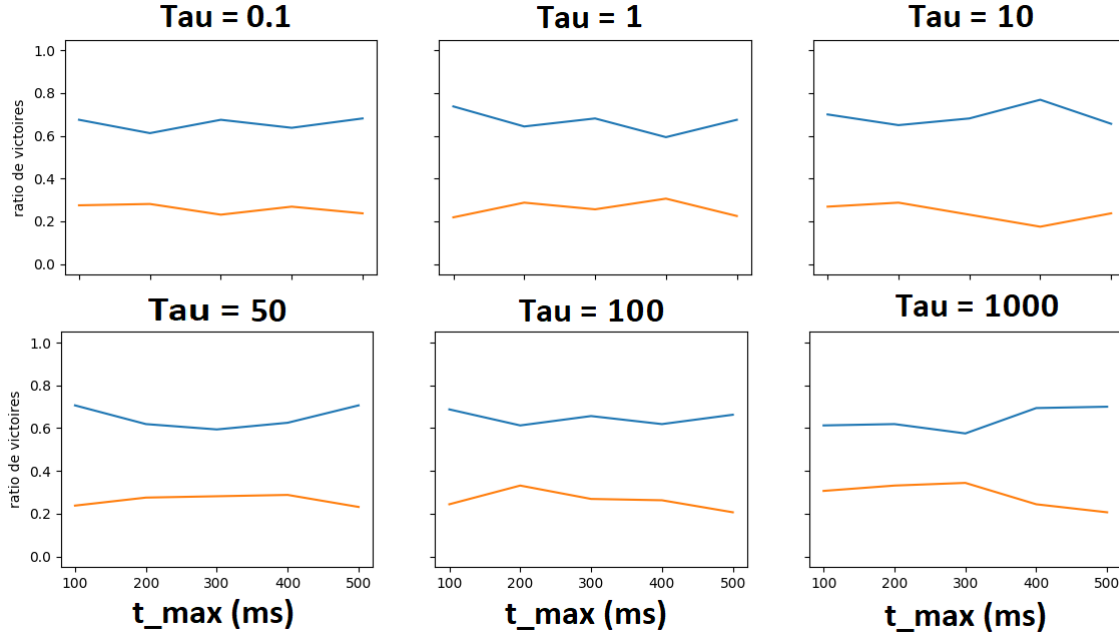 Tau = 0.1
Tau = 1
Tau = 10
ratio de victoires
1.0
0.8
0.6
0.4
0.2
0.0
Tau = 50
Tau = 100
Tau = 1000
ratio de victoires
1.0
0.8
0.6
0.4
0.2
0.0
100 200 300 400 500
100 200 300 400 500
100 200 300 400 500
t_max (ms)
t_max (ms)
t_max (ms)